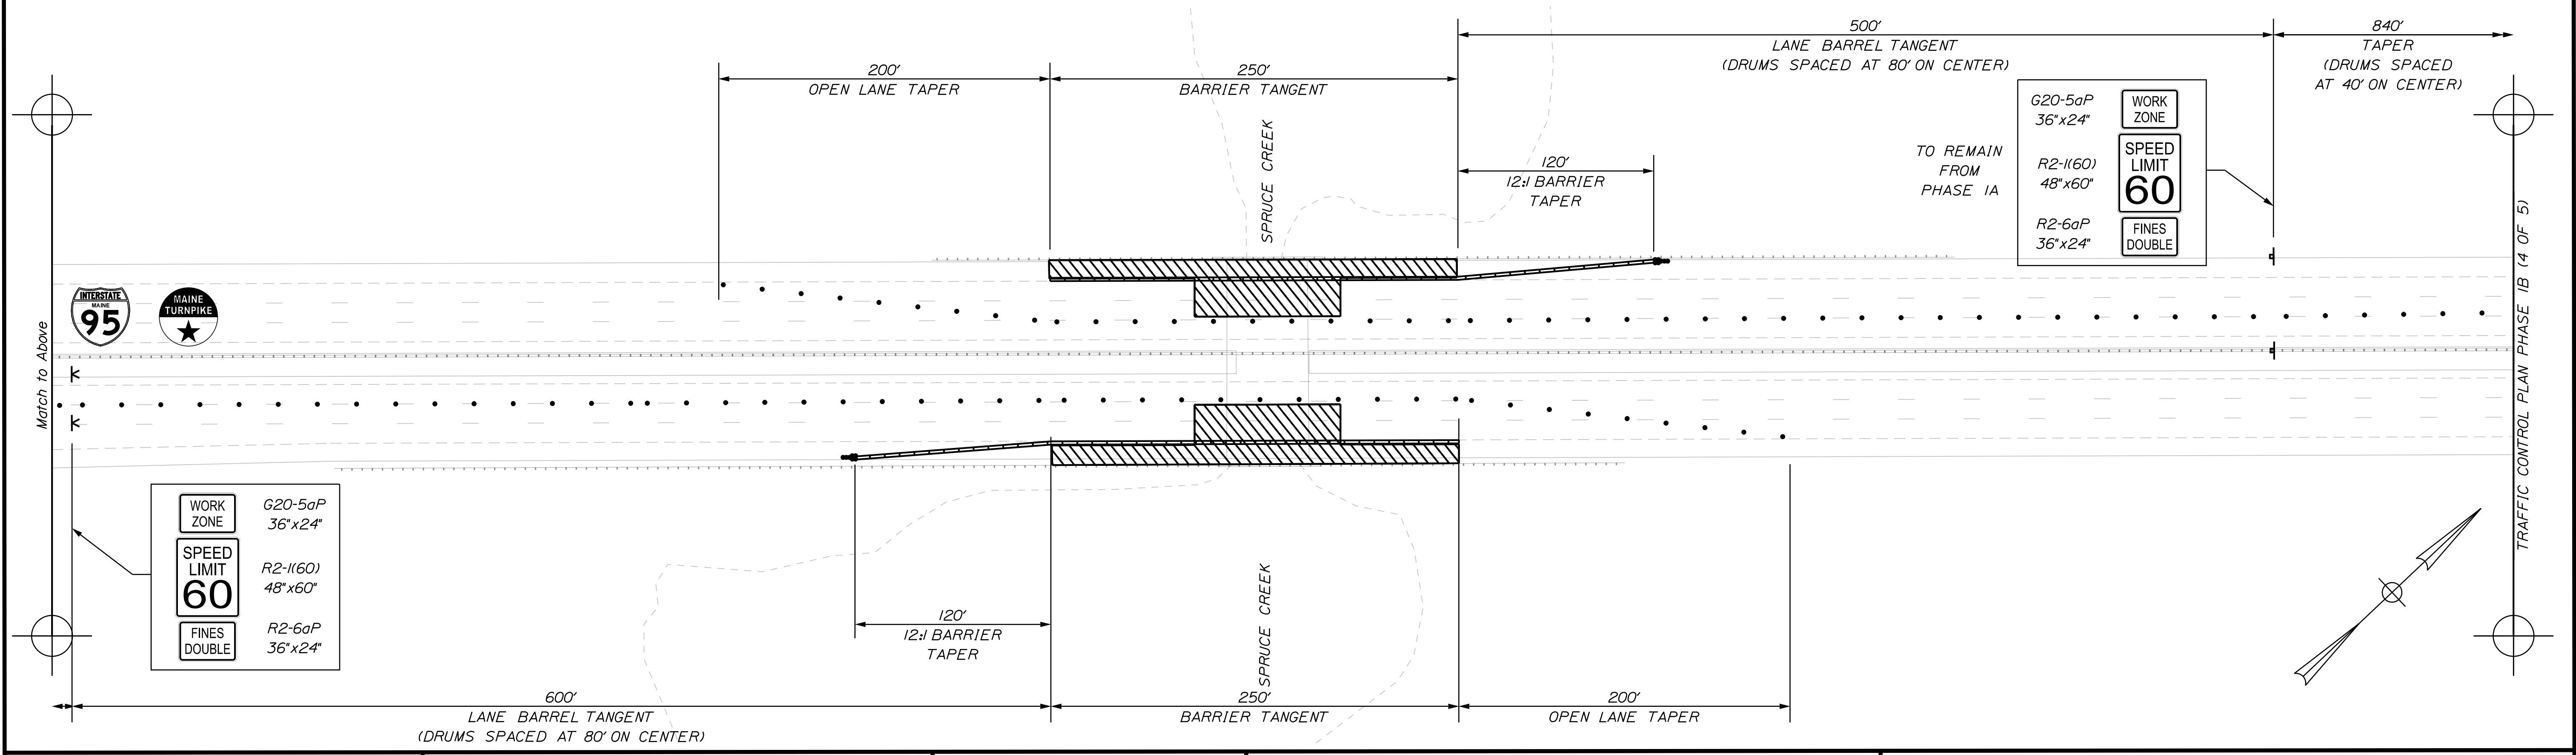 500'
LANE BARREL TANGENT
(DRUMS SPACED AT 80' ON CENTER)
840'
TAPER
(DRUMS SPACED
AT 40' ON CENTER)
200'
OPEN LANE TAPER
250'
BARRIER TANGENT
G20-5aP
36"x24"
WORK
ZONE
R2-1(60)
48"x60"
SPEED
LIMIT
60
R2-6aP
36"x24"
FINES
DOUBLE
TO REMAIN
FROM
PHASE 1A
120'
12:1 BARRIER
TAPER
SPRUCE CREEK
INTERSTATE
MAINE
95
MAINE
TURNPIKE
Match to Above
TRAFFIC CONTROL PLAN PHASE 1B (4 OF 5)
WORK
ZONE
G20-5aP
36"x24"
SPEED
LIMIT
60
R2-1(60)
48"x60"
FINES
DOUBLE
R2-6aP
36"x24"
120'
12:1 BARRIER
TAPER
SPRUCE CREEK
600'
LANE BARREL TANGENT
(DRUMS SPACED AT 80' ON CENTER)
250'
BARRIER TANGENT
200'
OPEN LANE TAPER